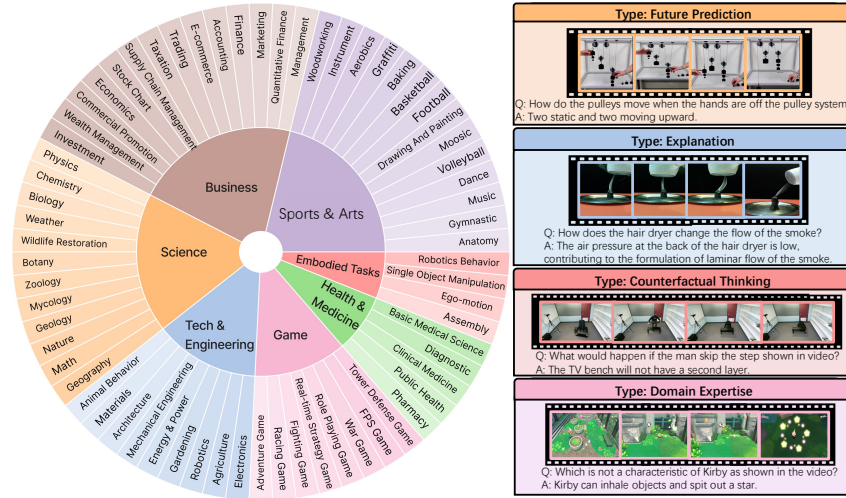 Business
Sports & Arts
Embodied Tasks
Health &
Medicine
Game
Tech &
Engineering
Science
Investment
Wealth Management
Commercial Promotion
Economics
Stock Chart
Supply Chain Management
Taxation
Trading
E-commerce
Accounting
Finance
Marketing
Quantitative Finance
Management
Woodworking
Instrument
Aerobics
Graffiti
Baking
Basketball
Football
Drawing And Painting
Moosic
Volleyball
Dance
Music
Gymnastic
Anatomy
Robotics Behavior
Single Object Manipulation
Ego-motion
Assembly
Basic Medical Science
Diagnostic
Clinical Medicine
Public Health
Pharmacy
Tower Defense Game
FPS Game
War Game
Role Playing Game
Real-time Strategy Game
Fighting Game
Racing Game
Adventure Game
Electronics
Agriculture
Robotics
Gardening
Energy & Power
Mechanical Engineering
Architecture
Materials
Animal Behavior
Geography
Math
Nature
Geology
Mycology
Zoology
Botany
Wildlife Restoration
Weather
Biology
Chemistry
Physics
Type: Future Prediction
Q: How do the pulleys move when the hands are off the pulley system
A: Two static and two moving upward.
Type: Explanation
Q: How does the hair dryer change the flow of the smoke?
A: The air pressure at the back of the hair dryer is low,
contributing to the formulation of laminar flow of the smoke.
Type: Counterfactual Thinking
Q: What would happen if the man skip the step shown in video?
A: The TV bench will not have a second layer.
Type: Domain Expertise
Q: Which is not a characteristic of Kirby as shown in the video?
A: Kirby can inhale objects and spit out a star.